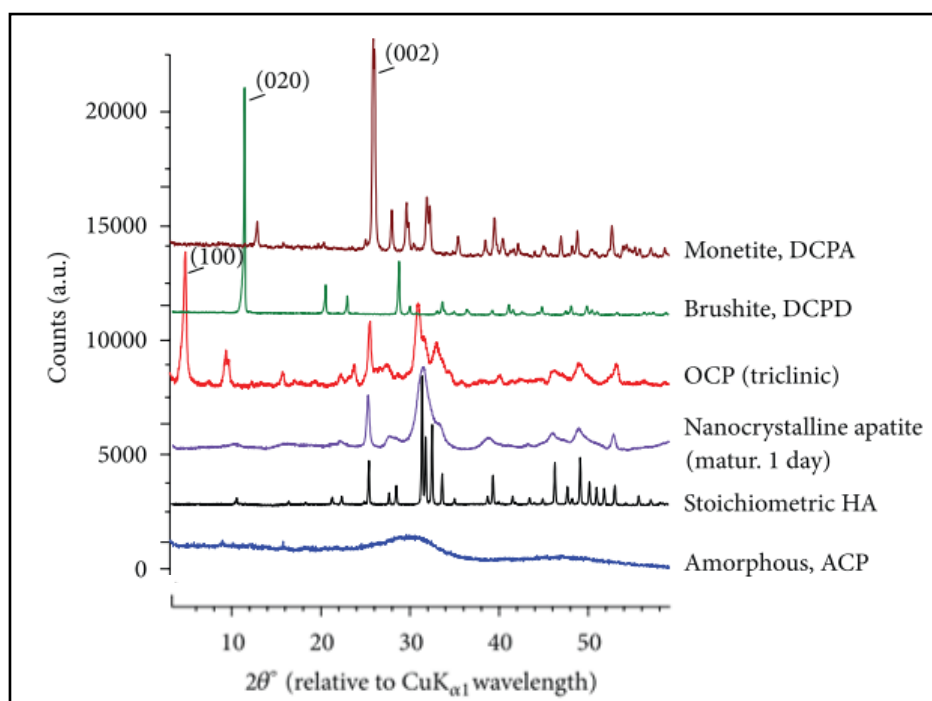 (002)
(020)
20000
15000
Monetite, DCPA
(100)
Brushite, DCPD
Counts (a.u.)
10000
OCP (triclinic)
Nanocrystalline apatite
(matur. 1 day)
5000
Stoichiometric HA
Amorphous, ACP
0
10 20 30 40 50
2θ° (relative to CuKα1 wavelength)